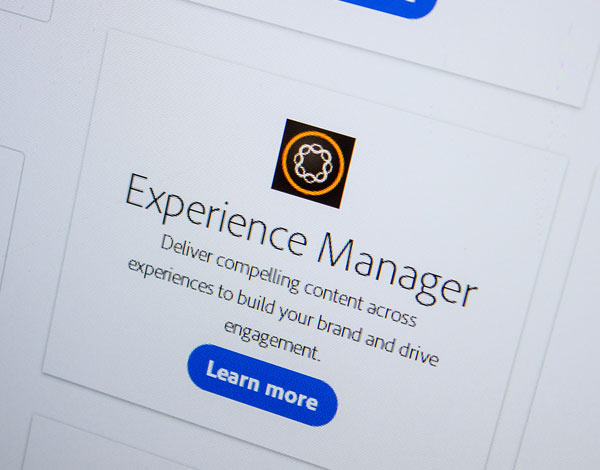 Experience Manager
Deliver compelling content across
experiences to build your brand and drive
engagement.
Learn more